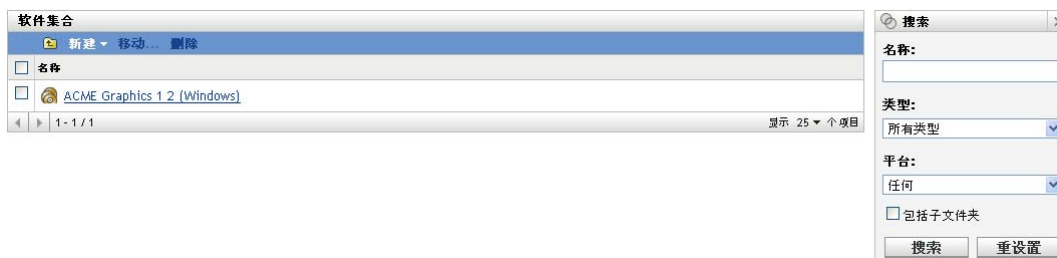 软件集合
新建 移动... 删除
名称
ACME Graphics 1 2 (Windows)
1 - 1 / 1
显示 25 个项目
搜索
名称:
类型:
所有类型
平台:
任何
包括子文件夹
搜索 重设置